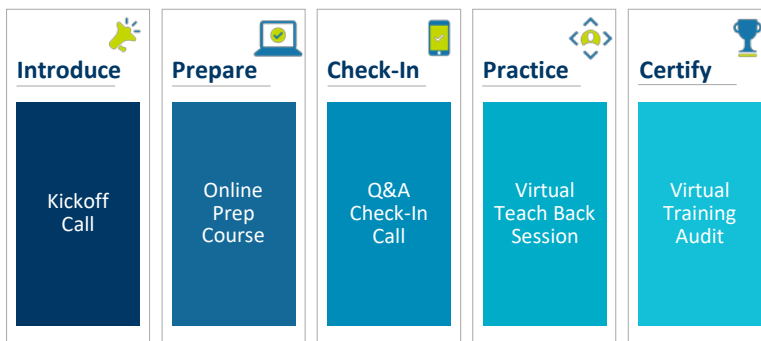 Introduce
Kickoff
Call
Prepare
Online
Prep
Course
Check-In
Q&A
Check-In
Call
Practice
Virtual
Teach Back
Session
Certify
Virtual
Training
Audit